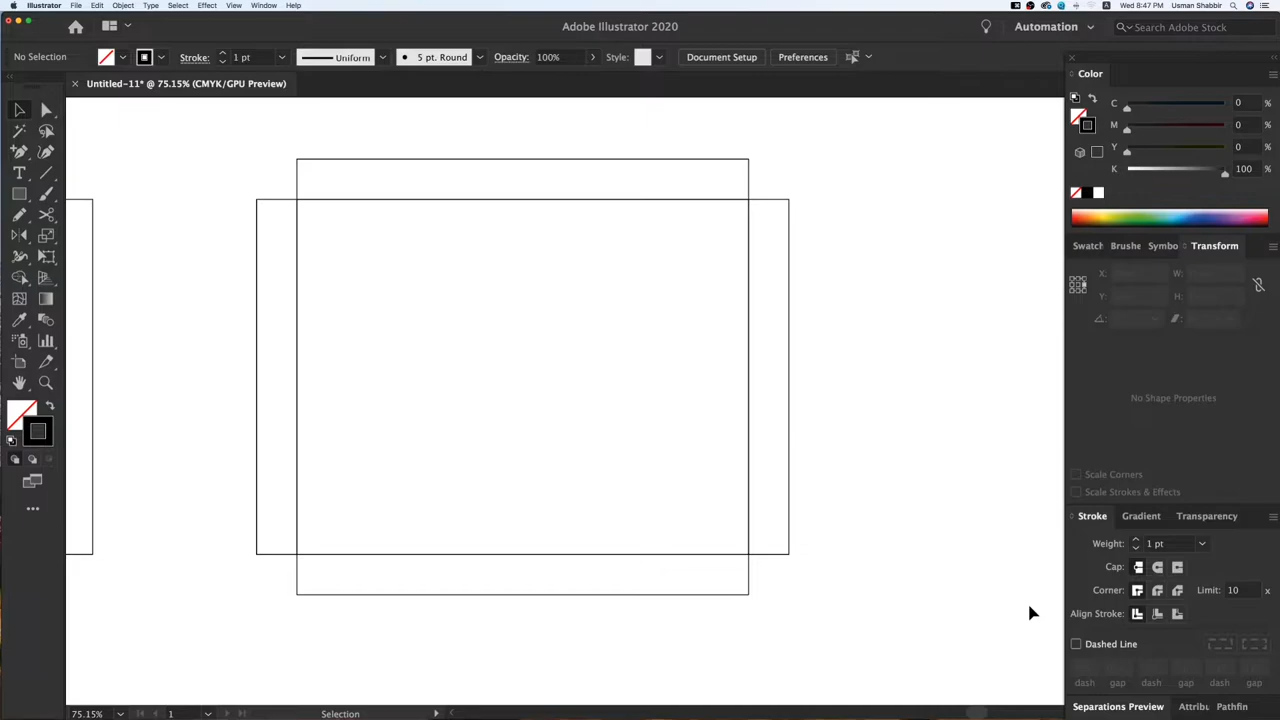 Illustrator File Edit Object Type Select Effect View Window Help
Wed 8:47 PM Usman Shabbir
Adobe Illustrator 2020
Automation
Search Adobe Stock
No Selection
Stroke: 1 pt
Uniform
5 pt. Round
Opacity: 100%
Style:
Document Setup
Preferences
Untitled-11* @ 75.15% (CMYK/GPU Preview)
Color
C 0 %
M 0 %
Y 0 %
K 100 %
Swatch Brushe Symbo Transform
X: W:
Y: H:
No Shape Properties
Scale Corners
Scale Strokes & Effects
Stroke Gradient Transparency
Weight: 1 pt
Cap:
Corner: Limit: 10 x
Align Stroke:
Dashed Line
dash gap dash gap dash gap
Separations Preview Attribu Pathfin
75.15% 1 Selection